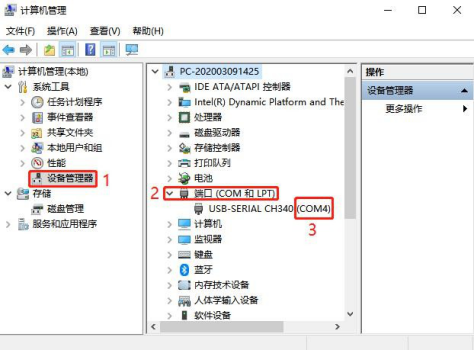 计算机管理
文件(F) 操作(A) 查看(V) 帮助(H)
计算机管理(本地)
系统工具
任务计划程序
事件查看器
共享文件夹
本地用户和组
性能
设备管理器 1
存储
磁盘管理
服务和应用程序
PC-202003091425
IDE ATA/ATAPI 控制器
Intel(R) Dynamic Platform and The
处理器
磁盘驱动器
存储控制器
打印队列
电池
2 端口 (COM 和 LPT)
USB-SERIAL CH340 (COM4)
3
计算机
监视器
键盘
蓝牙
内存技术设备
人体学输入设备
软件设备
操作
设备管理器
更多操作